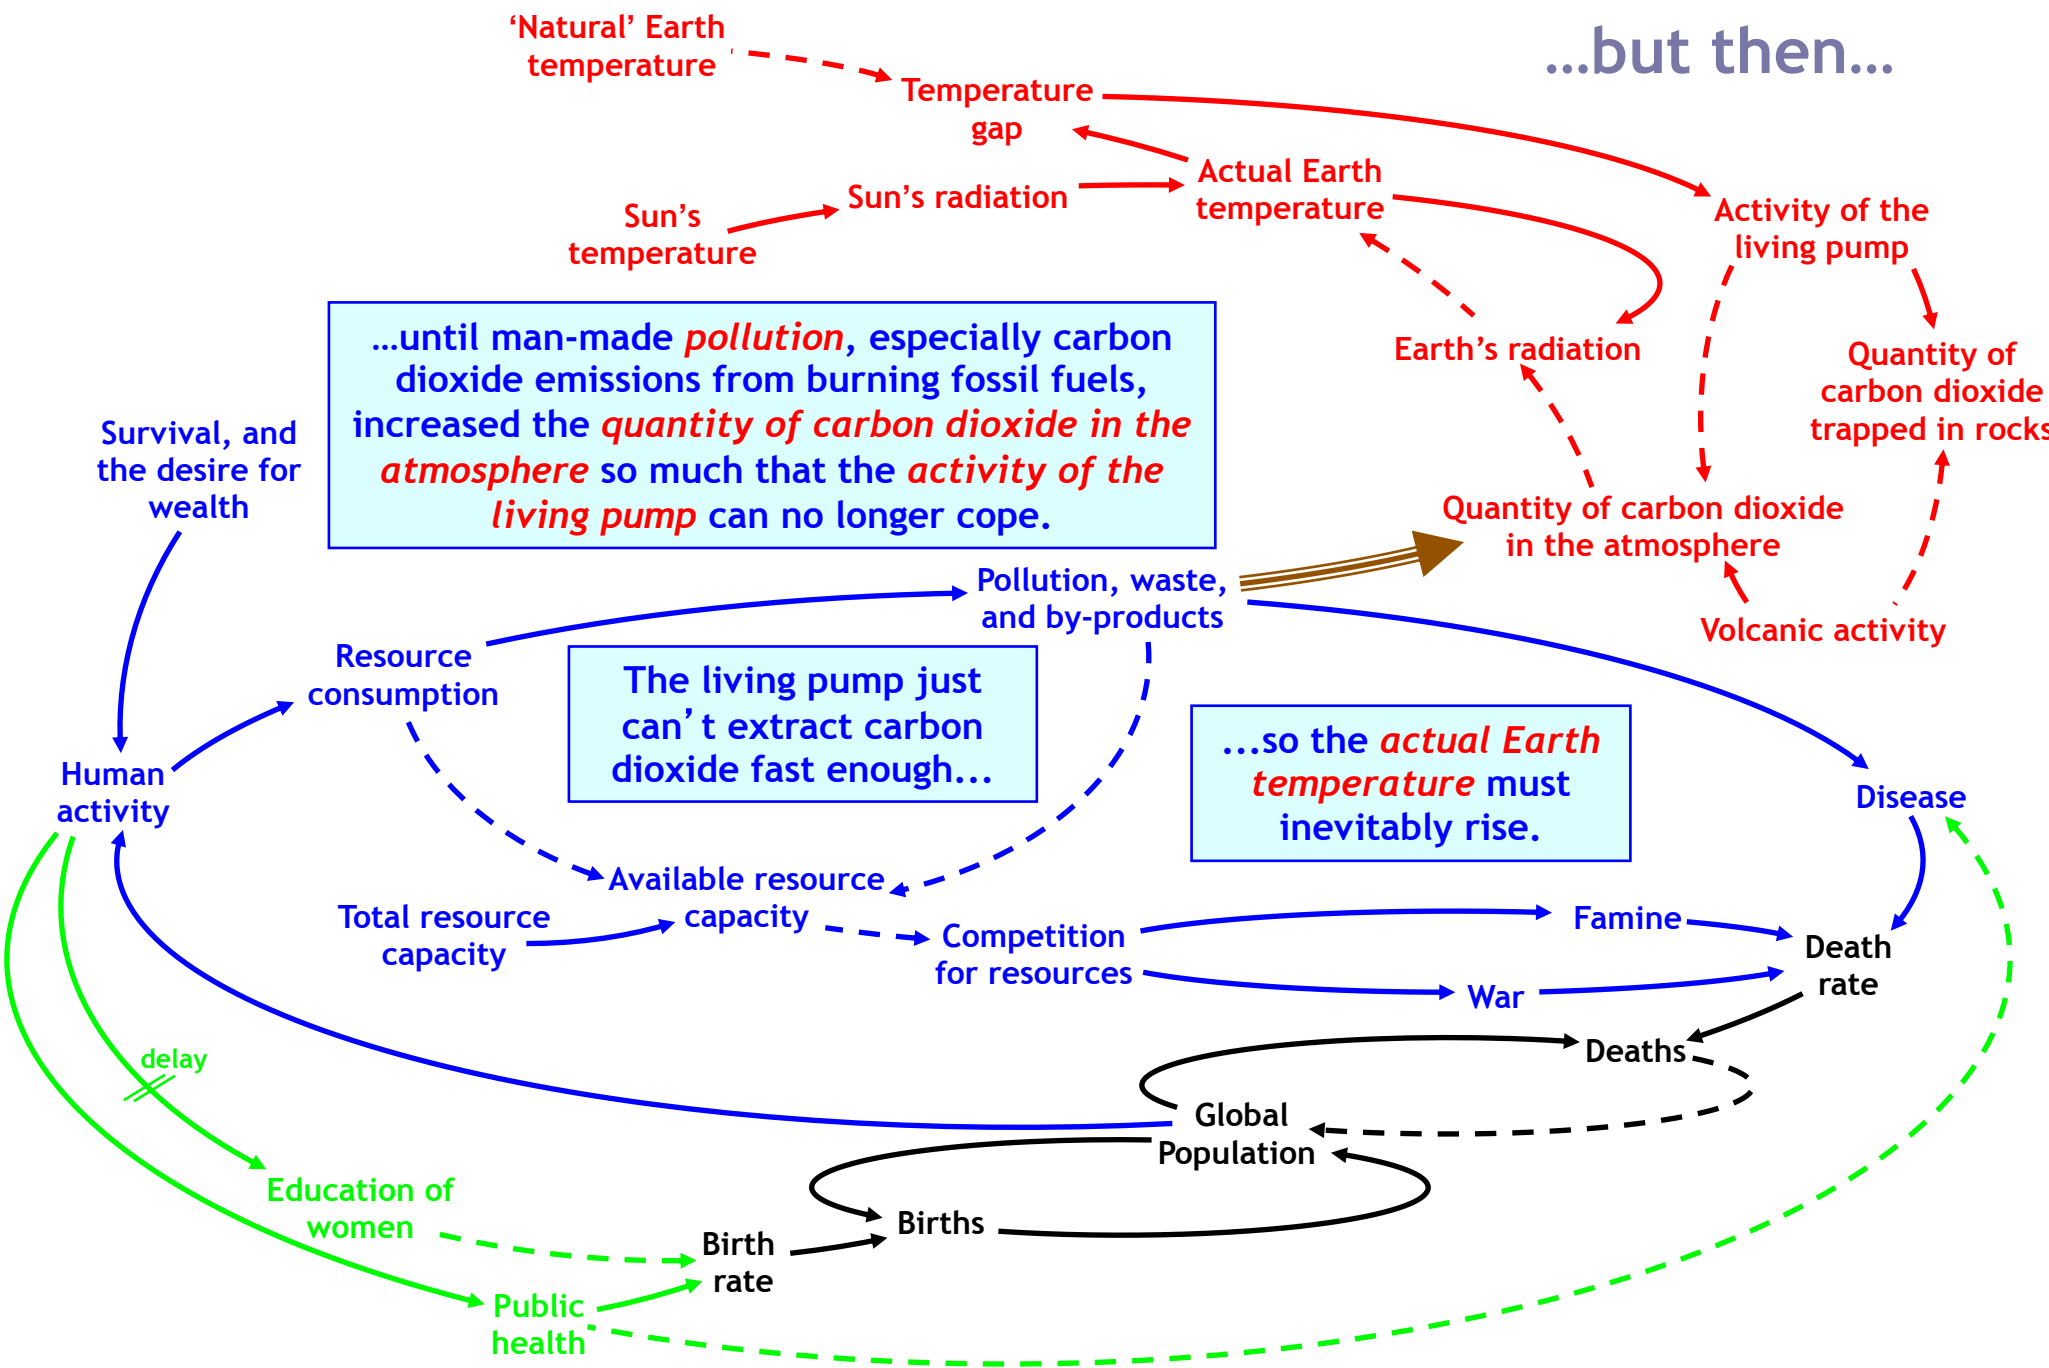 ‘Natural’ Earth
temperature
...but then...
Temperature
gap
Actual Earth
temperature
Sun’s radiation
Sun’s
temperature
Activity of the
living pump
...until man-made pollution, especially carbon
dioxide emissions from burning fossil fuels,
increased the quantity of carbon dioxide in the
atmosphere so much that the activity of the
living pump can no longer cope.
Earth’s radiation
Quantity of
carbon dioxide
trapped in rocks
Survival, and
the desire for
wealth
Quantity of carbon dioxide
in the atmosphere
Pollution, waste,
and by-products
Volcanic activity
Resource
consumption
The living pump just
can’t extract carbon
dioxide fast enough...
...so the actual Earth
temperature must
inevitably rise.
Human
activity
Disease
Available resource
capacity
Total resource
capacity
Competition
for resources
Famine
War
Death
rate
Deaths
delay
Global
Population
Education of
women
Births
Birth
rate
Public
health